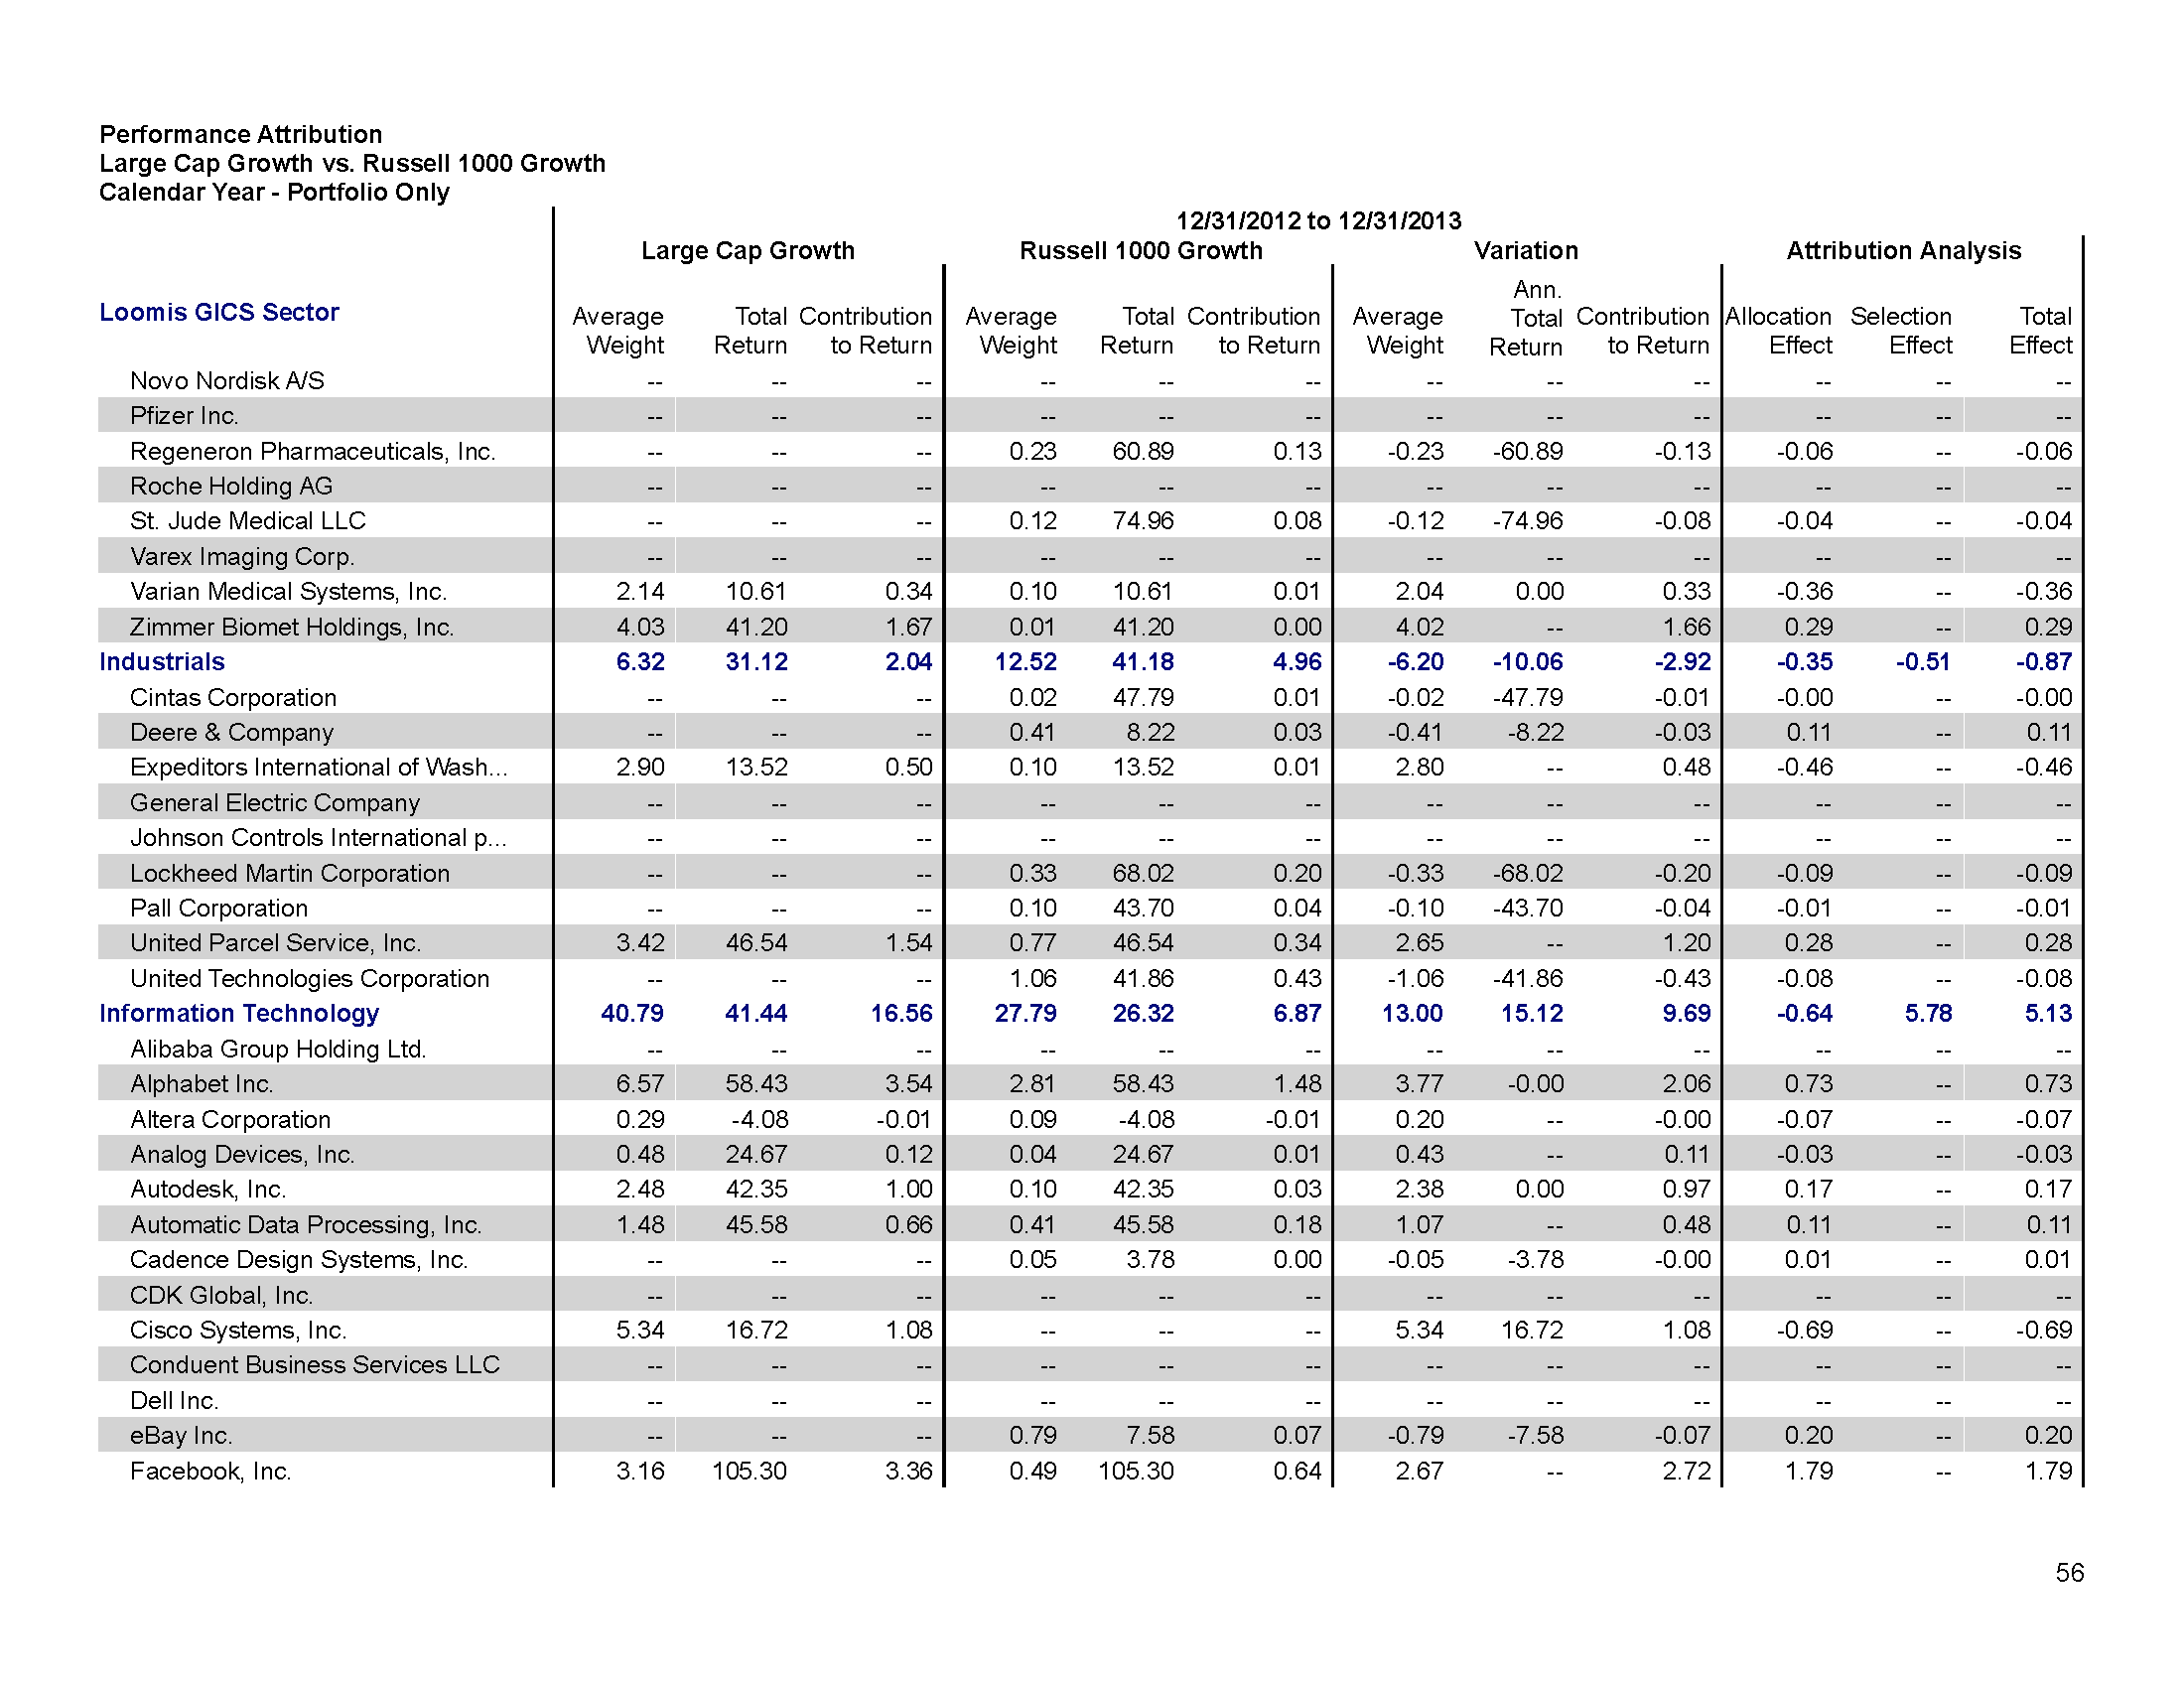 Performance Attribution
Large Cap Growth vs. Russell 1000 Growth
Calendar Year - Portfolio Only
12/31/2012 to 12/31/2013
Large Cap Growth Russell 1000 Growth Variation Attribution Analysis
Loomis GICS Sector Average Weight Total Return Contribution to Return Average Weight Total Return Contribution to Return Average Weight Ann. Total Return Contribution to Return Allocation Effect Selection Effect Total Effect
Novo Nordisk A/S -- -- -- -- -- -- -- -- -- -- -- --
Pfizer Inc. -- -- -- -- -- -- -- -- -- -- -- --
Regeneron Pharmaceuticals, Inc. -- -- -- 0.23 60.89 0.13 -0.23 -60.89 -0.13 -0.06 -- -0.06
Roche Holding AG -- -- -- -- -- -- -- -- -- -- -- --
St. Jude Medical LLC -- -- -- 0.12 74.96 0.08 -0.12 -74.96 -0.08 -0.04 -- -0.04
Varex Imaging Corp. -- -- -- -- -- -- -- -- -- -- -- --
Varian Medical Systems, Inc. 2.14 10.61 0.34 0.10 10.61 0.01 2.04 0.00 0.33 -0.36 -- -0.36
Zimmer Biomet Holdings, Inc. 4.03 41.20 1.67 0.01 41.20 0.00 4.02 -- 1.66 0.29 -- 0.29
Industrials 6.32 31.12 2.04 12.52 41.18 4.96 -6.20 -10.06 -2.92 -0.35 -0.51 -0.87
Cintas Corporation -- -- -- 0.02 47.79 0.01 -0.02 -47.79 -0.01 -0.00 -- -0.00
Deere & Company -- -- -- 0.41 8.22 0.03 -0.41 -8.22 -0.03 0.11 -- 0.11
Expeditors International of Wash... 2.90 13.52 0.50 0.10 13.52 0.01 2.80 -- 0.48 -0.46 -- -0.46
General Electric Company -- -- -- -- -- -- -- -- -- -- -- --
Johnson Controls International p... -- -- -- -- -- -- -- -- -- -- -- --
Lockheed Martin Corporation -- -- -- 0.33 68.02 0.20 -0.33 -68.02 -0.20 -0.09 -- -0.09
Pall Corporation -- -- -- 0.10 43.70 0.04 -0.10 -43.70 -0.04 -0.01 -- -0.01
United Parcel Service, Inc. 3.42 46.54 1.54 0.77 46.54 0.34 2.65 -- 1.20 0.28 -- 0.28
United Technologies Corporation -- -- -- 1.06 41.86 0.43 -1.06 -41.86 -0.43 -0.08 -- -0.08
Information Technology 40.79 41.44 16.56 27.79 26.32 6.87 13.00 15.12 9.69 -0.64 5.78 5.13
Alibaba Group Holding Ltd. -- -- -- -- -- -- -- -- -- -- -- --
Alphabet Inc. 6.57 58.43 3.54 2.81 58.43 1.48 3.77 -0.00 2.06 0.73 -- 0.73
Altera Corporation 0.29 -4.08 -0.01 0.09 -4.08 -0.01 0.20 -- -0.00 -0.07 -- -0.07
Analog Devices, Inc. 0.48 24.67 0.12 0.04 24.67 0.01 0.43 -- 0.11 -0.03 -- -0.03
Autodesk, Inc. 2.48 42.35 1.00 0.10 42.35 0.03 2.38 0.00 0.97 0.17 -- 0.17
Automatic Data Processing, Inc. 1.48 45.58 0.66 0.41 45.58 0.18 1.07 -- 0.48 0.11 -- 0.11
Cadence Design Systems, Inc. -- -- -- 0.05 3.78 0.00 -0.05 -3.78 -0.00 0.01 -- 0.01
CDK Global, Inc. -- -- -- -- -- -- -- -- -- -- -- --
Cisco Systems, Inc. 5.34 16.72 1.08 -- -- -- 5.34 16.72 1.08 -0.69 -- -0.69
Conduent Business Services LLC -- -- -- -- -- -- -- -- -- -- -- --
Dell Inc. -- -- -- -- -- -- -- -- -- -- -- --
eBay Inc. -- -- -- 0.79 7.58 0.07 -0.79 -7.58 -0.07 0.20 -- 0.20
Facebook, Inc. 3.16 105.30 3.36 0.49 105.30 0.64 2.67 -- 2.72 1.79 -- 1.79
56